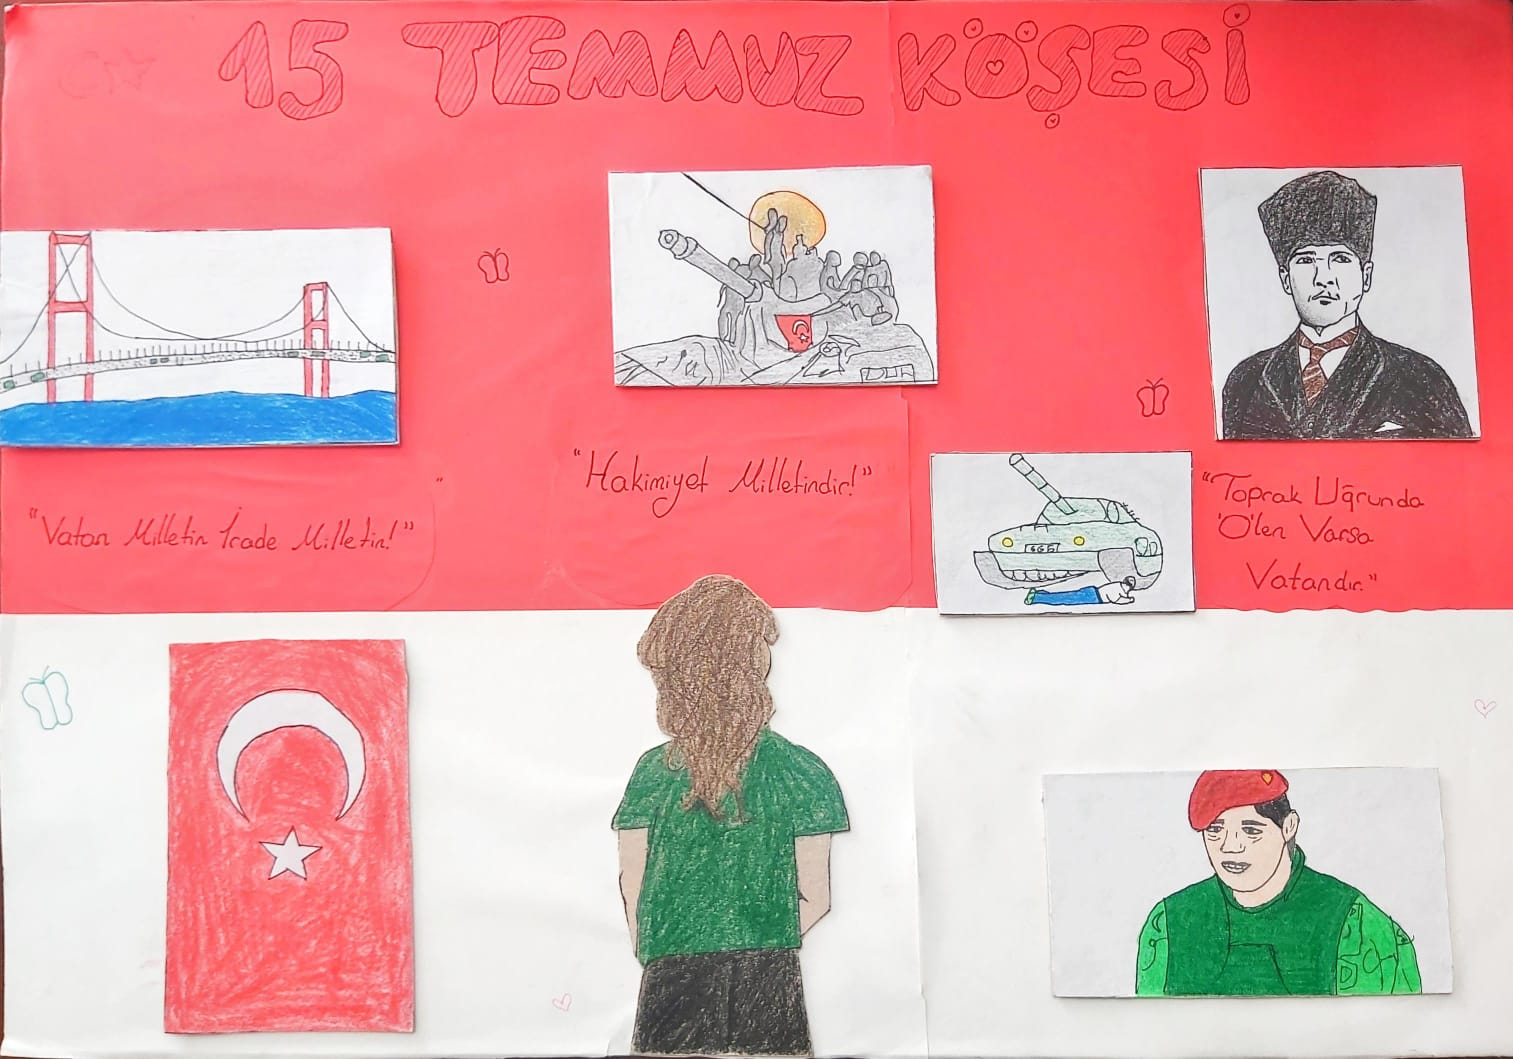 15 TEMMUZ KÖŞESİ
"Hakimiyet Milletindir!"
"Vatan Milletin İrade Milletin!"
"Toprak Uğrunda
Ölen Varsa
Vatandır."